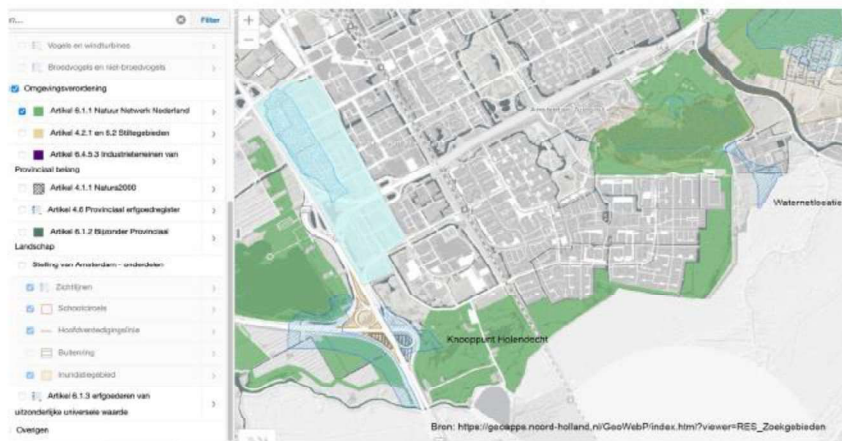 Filter
Vogels en windturbines
Broedvogels en niet-broedvogels
Omgevingsverordening
Artikel 6.1.1 Natuur Netwerk Nederland
Artikel 4.2.1 en 6.2 Stiltegebieden
Artikel 6.4.5.3 Industrieterreinen van
Provinciaal belang
Artikel 4.1.1 Natura2000
Artikel 4.6 Provinciaal erfgoedregister
Artikel 6.1.2 Bijzonder Provinciaal
Landschap
Stelling van Amsterdam - onderdelen
Zichtlijnen
Schootcirkels
Hoofdverdedigingslinie
Buitenring
Inundatiegebied
Artikel 6.1.3 erfgoederen van
uitzonderlijke universele waarde
Overigen
Waternetlocatie
Knooppunt Holendecht
Bron: https://geoapps.noord-holland.nl/GeoWebP/index.html?viewer=RES_Zoekgebieden